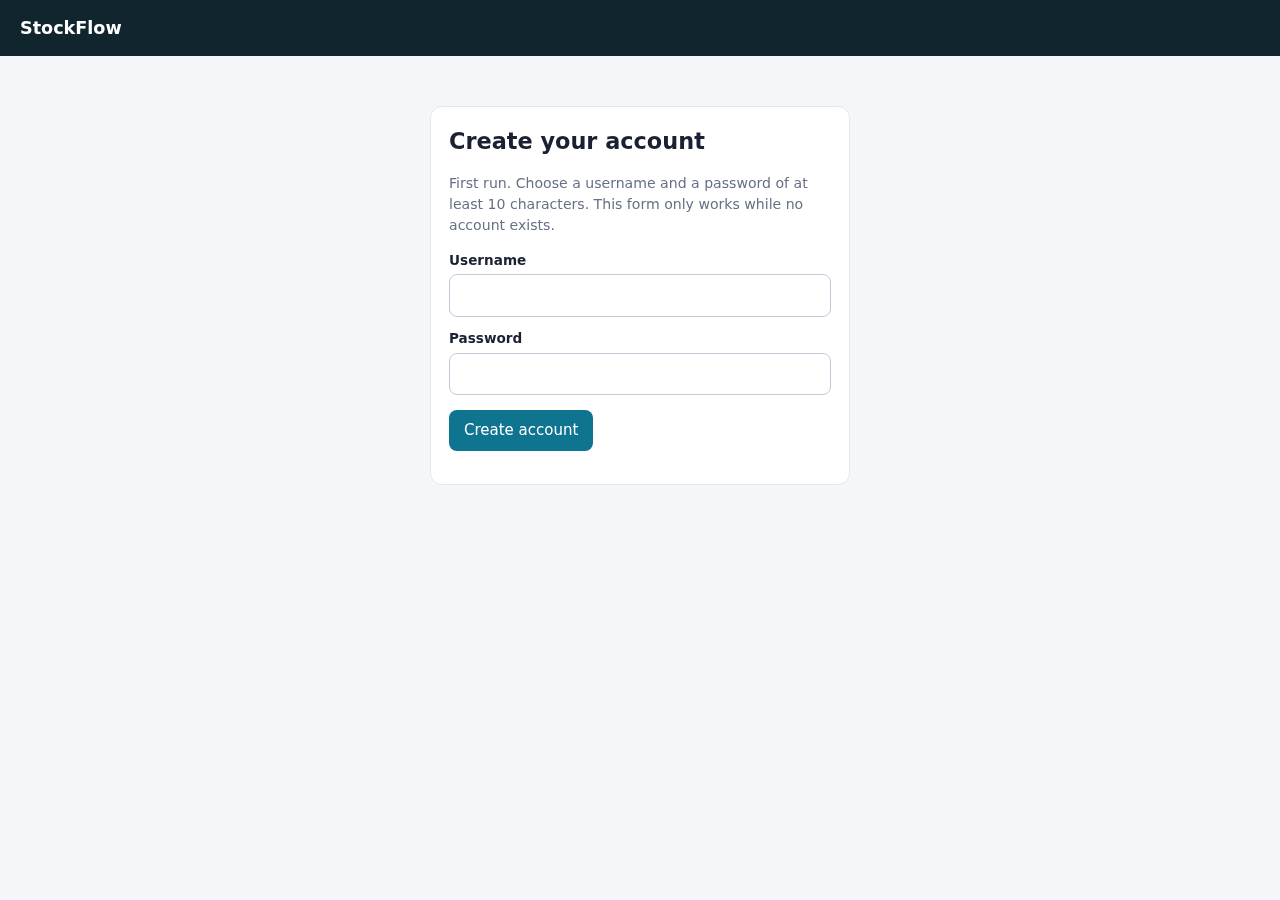 StockFlow
Create your account
First run. Choose a username and a password of at
least 10 characters. This form only works while no
account exists.
Username
Password
Create account